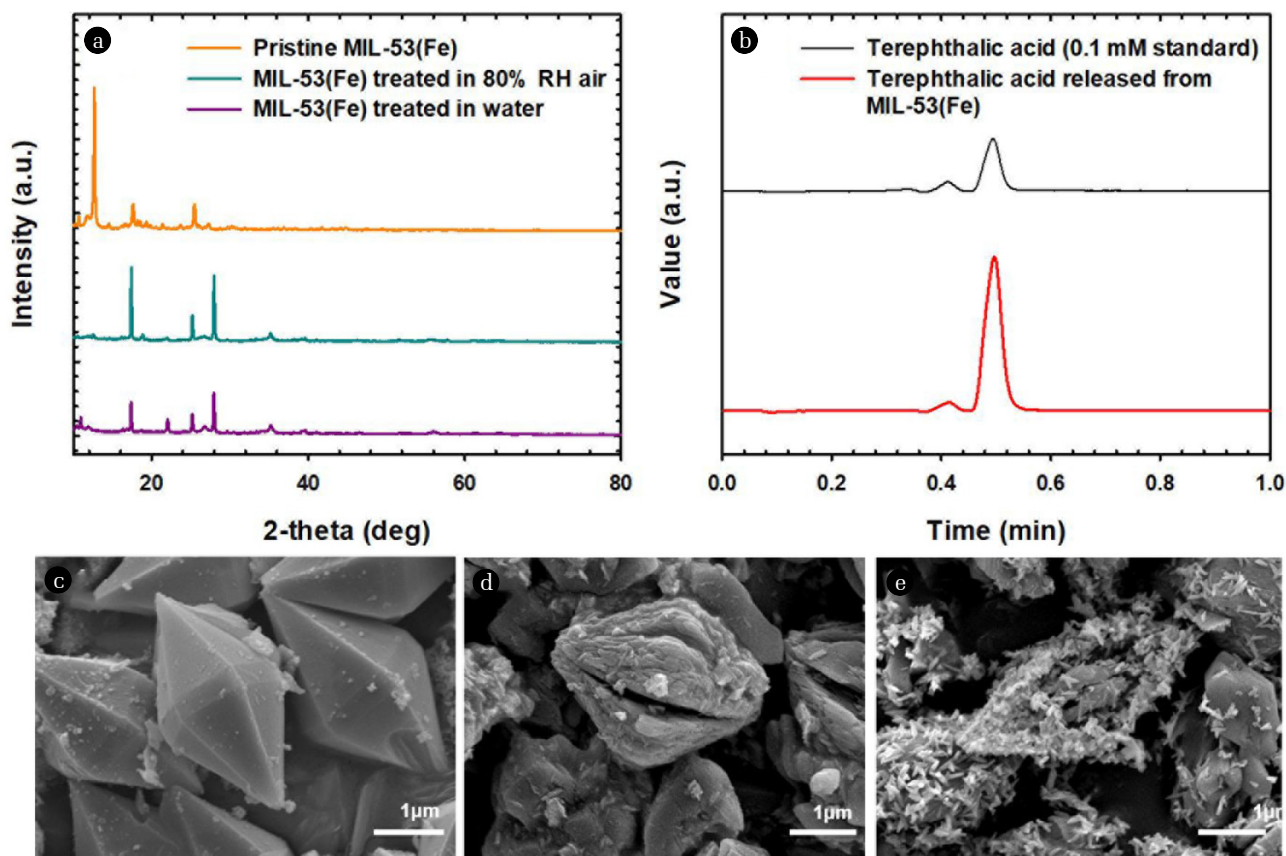 a
Pristine MIL-53(Fe)
MIL-53(Fe) treated in 80% RH air
MIL-53(Fe) treated in water
Intensity (a.u.)
20 40 60 80
2-theta (deg)
b
Terephthalic acid (0.1 mM standard)
Terephthalic acid released from
MIL-53(Fe)
Value (a.u.)
0.0 0.2 0.4 0.6 0.8 1.0
Time (min)
c
1μm
d
1μm
e
1μm